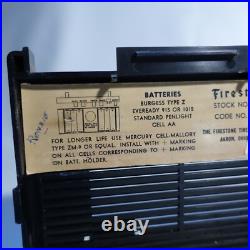 BATTERIES
BURGESS TYPE Z
EVEREADY 915 OR 1015
STANDARD PENLIGHT
CELL AA
FOR LONGER LIFE USE MERCURY CELL-MALLORY
TYPE ZM-9 OR EQUAL. INSTALL WITH + MARKING
ON ALL CELLS CORRESPONDING TO + MARKING
ON BATT. HOLDER.
Firest
STOCK NO
CODE NO.
THE FIRESTONE TIRE
AKRON, OHIO